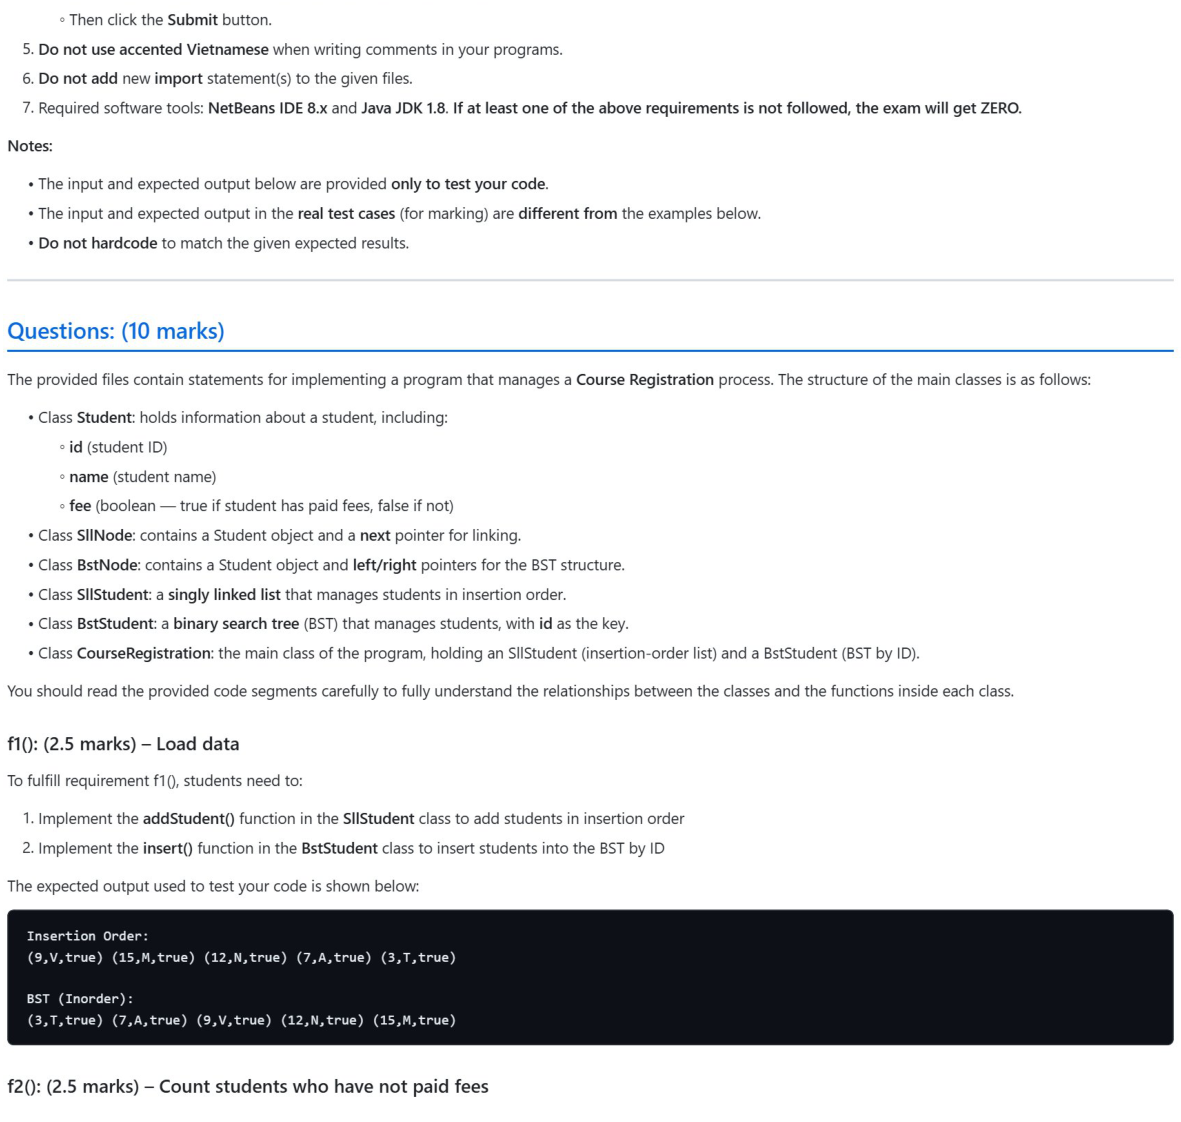 ◦ Then click the Submit button.
5. Do not use accented Vietnamese when writing comments in your programs.
6. Do not add new import statement(s) to the given files.
7. Required software tools: NetBeans IDE 8.x and Java JDK 1.8. If at least one of the above requirements is not followed, the exam will get ZERO.
Notes:
• The input and expected output below are provided only to test your code.
• The input and expected output in the real test cases (for marking) are different from the examples below.
• Do not hardcode to match the given expected results.
Questions: (10 marks)
The provided files contain statements for implementing a program that manages a Course Registration process. The structure of the main classes is as follows:
• Class Student: holds information about a student, including:
◦ id (student ID)
◦ name (student name)
◦ fee (boolean — true if student has paid fees, false if not)
• Class SllNode: contains a Student object and a next pointer for linking.
• Class BstNode: contains a Student object and left/right pointers for the BST structure.
• Class SllStudent: a singly linked list that manages students in insertion order.
• Class BstStudent: a binary search tree (BST) that manages students, with id as the key.
• Class CourseRegistration: the main class of the program, holding an SllStudent (insertion-order list) and a BstStudent (BST by ID).
You should read the provided code segments carefully to fully understand the relationships between the classes and the functions inside each class.
f1(): (2.5 marks) – Load data
To fulfill requirement f1(), students need to:
1. Implement the addStudent() function in the SllStudent class to add students in insertion order
2. Implement the insert() function in the BstStudent class to insert students into the BST by ID
The expected output used to test your code is shown below:
Insertion Order:
(9,V,true) (15,M,true) (12,N,true) (7,A,true) (3,T,true)
BST (Inorder):
(3,T,true) (7,A,true) (9,V,true) (12,N,true) (15,M,true)
f2(): (2.5 marks) – Count students who have not paid fees